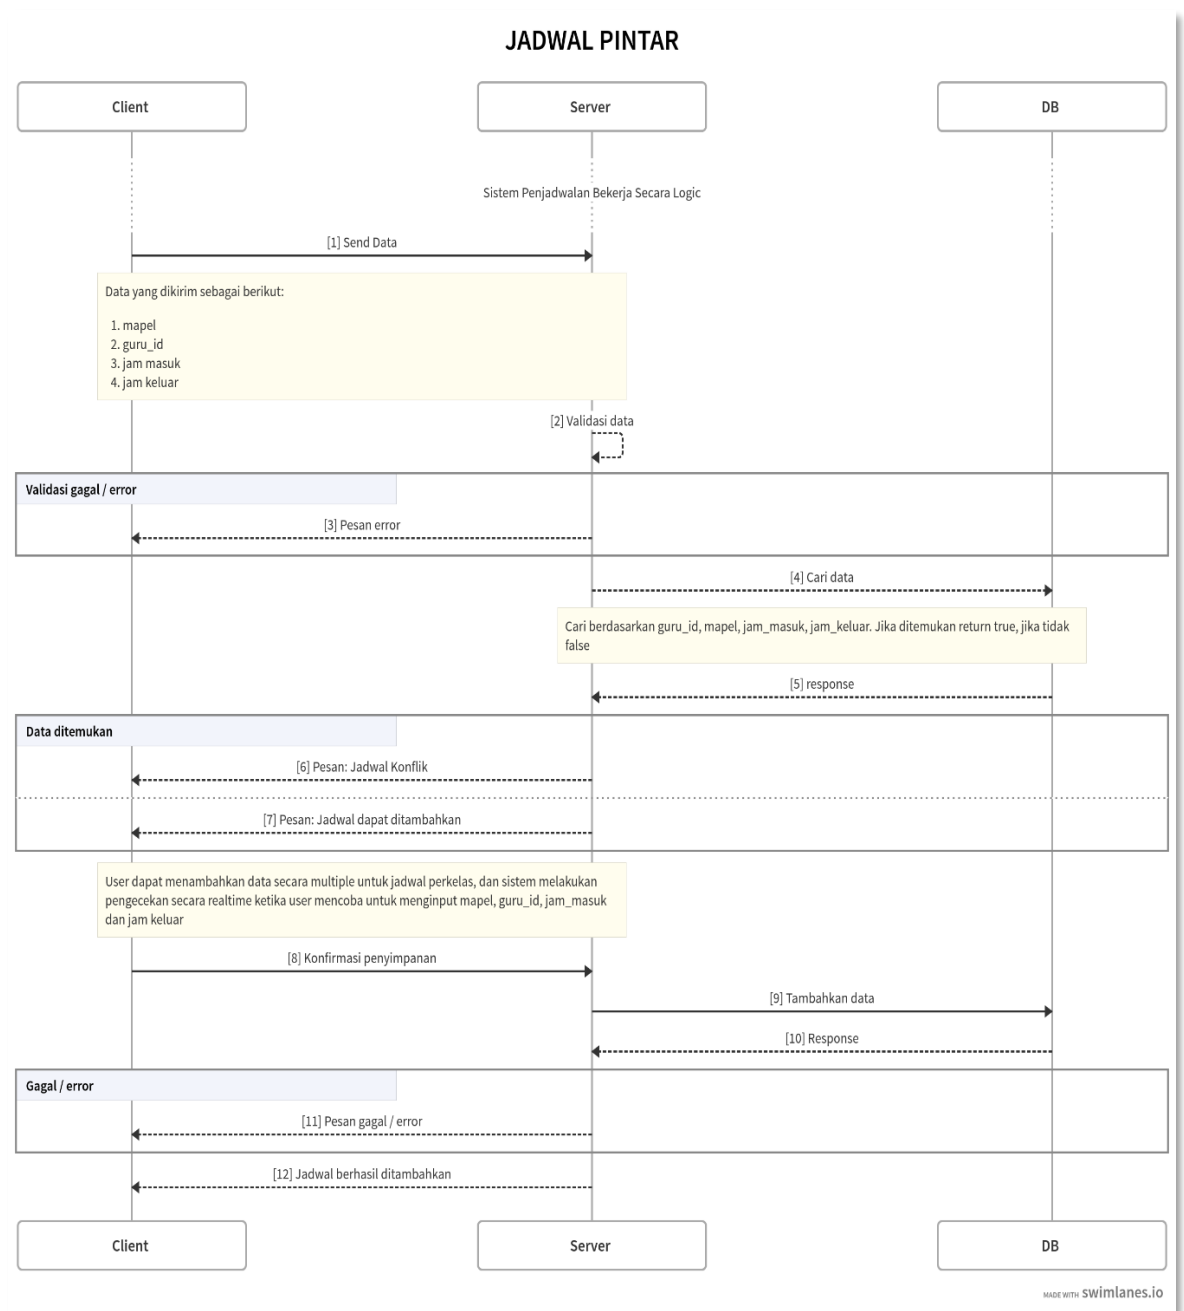 JADWAL PINTAR
Client
Server
DB
Sistem Penjadwalan Bekerja Secara Logic
[1] Send Data
Data yang dikirim sebagai berikut:
1. mapel
2. guru_id
3. jam masuk
4. jam keluar
[2] Validasi data
Validasi gagal / error
[3] Pesan error
[4] Cari data
Cari berdasarkan guru_id, mapel, jam_masuk, jam_keluar. Jika ditemukan return true, jika tidak
false
[5] response
Data ditemukan
[6] Pesan: Jadwal Konflik
[7] Pesan: Jadwal dapat ditambahkan
User dapat menambahkan data secara multiple untuk jadwal perkelas, dan sistem melakukan
pengecekan secara realtime ketika user mencoba untuk menginput mapel, guru_id, jam_masuk
dan jam keluar
[8] Konfirmasi penyimpanan
[9] Tambahkan data
[10] Response
Gagal / error
[11] Pesan gagal / error
[12] Jadwal berhasil ditambahkan
Client
Server
DB
MADE WITH swimlanes.io